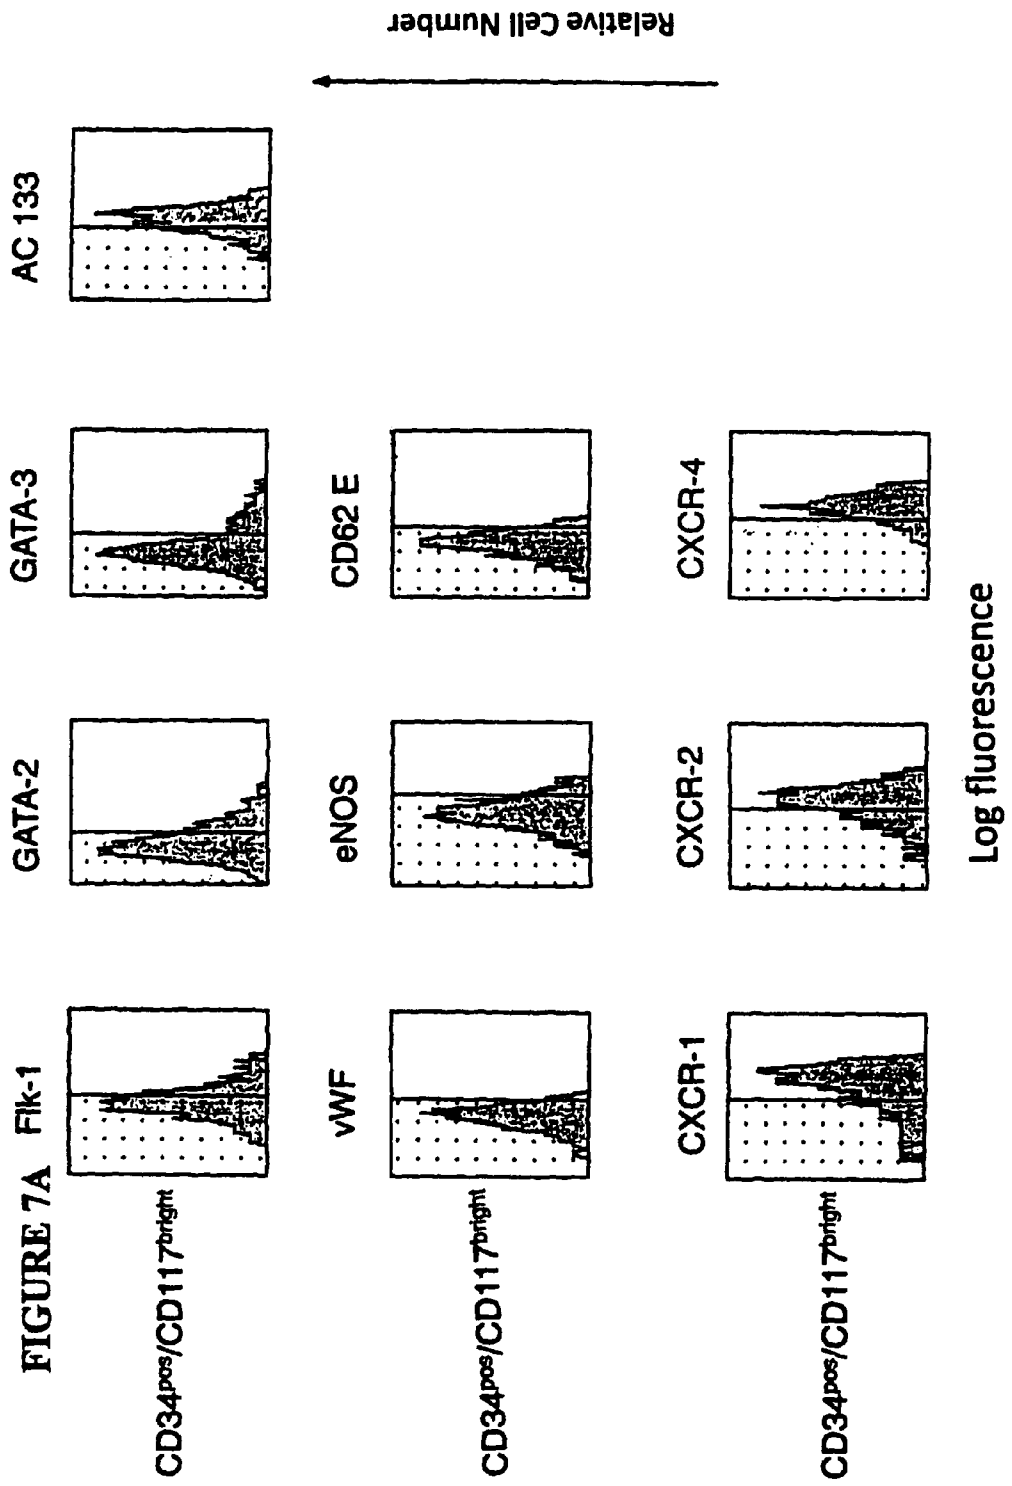 FIGURE 7A
Flk-1 GATA-2 GATA-3 AC 133
CD34pos/CD117bright
vWF eNOS CD62 E
CD34pos/CD117bright
CXCR-1 CXCR-2 CXCR-4
CD34pos/CD117bright
Log fluorescence
Relative Cell Number